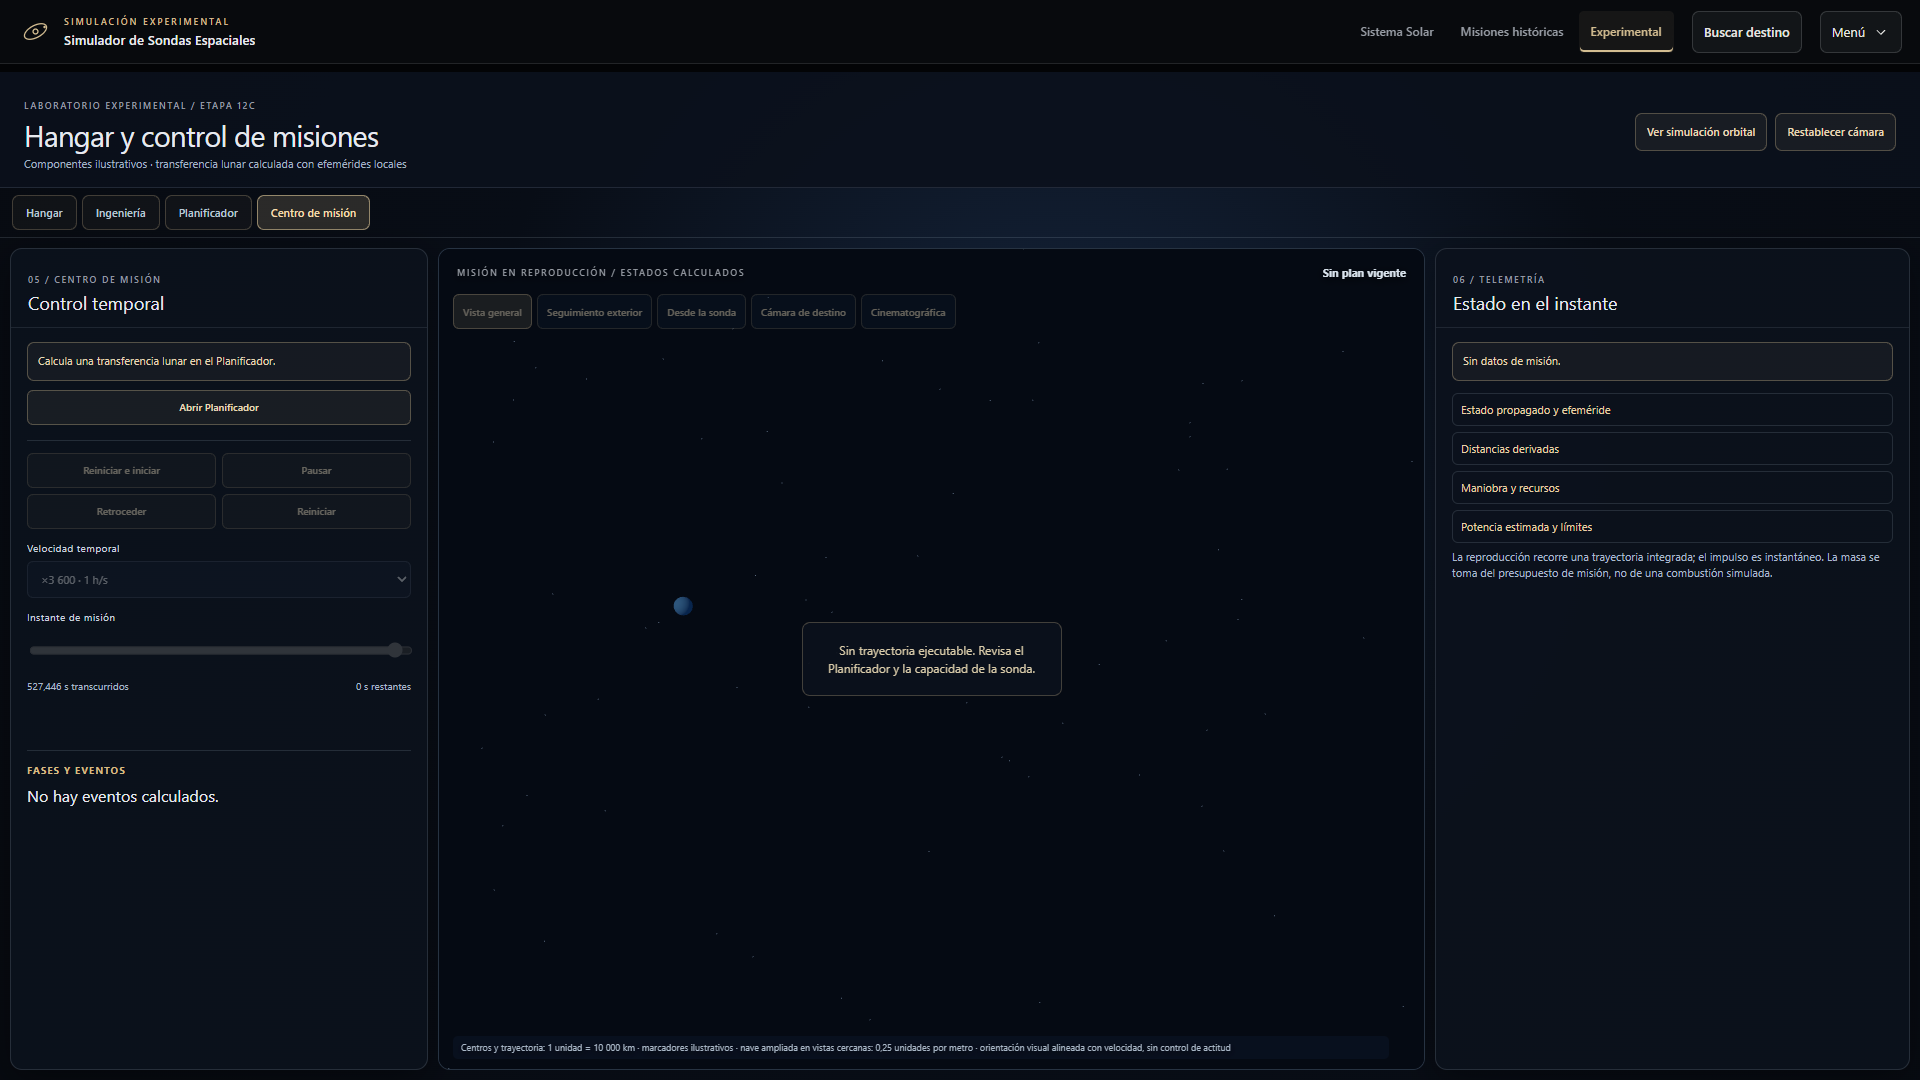 SIMULACIÓN EXPERIMENTAL
Simulador de Sondas Espaciales
Sistema Solar
Misiones históricas
Experimental
Buscar destino
Menú
LABORATORIO EXPERIMENTAL / ETAPA 12C
Hangar y control de misiones
Componentes ilustrativos · transferencia lunar calculada con efemérides locales
Ver simulación orbital
Restablecer cámara
Hangar
Ingeniería
Planificador
Centro de misión
05 / CENTRO DE MISIÓN
Control temporal
Calcula una transferencia lunar en el Planificador.
Abrir Planificador
Reiniciar e iniciar
Pausar
Retroceder
Reiniciar
Velocidad temporal
×3 600 · 1 h/s
Instante de misión
527,446 s transcurridos
0 s restantes
FASES Y EVENTOS
No hay eventos calculados.
MISIÓN EN REPRODUCCIÓN / ESTADOS CALCULADOS
Sin plan vigente
Vista general
Seguimiento exterior
Desde la sonda
Cámara de destino
Cinematográfica
Sin trayectoria ejecutable. Revisa el
Planificador y la capacidad de la sonda.
Centros y trayectoria: 1 unidad = 10 000 km · marcadores ilustrativos · nave ampliada en vistas cercanas: 0,25 unidades por metro · orientación visual alineada con velocidad, sin control de actitud
06 / TELEMETRÍA
Estado en el instante
Sin datos de misión.
Estado propagado y efeméride
Distancias derivadas
Maniobra y recursos
Potencia estimada y límites
La reproducción recorre una trayectoria integrada; el impulso es instantáneo. La masa se
toma del presupuesto de misión, no de una combustión simulada.